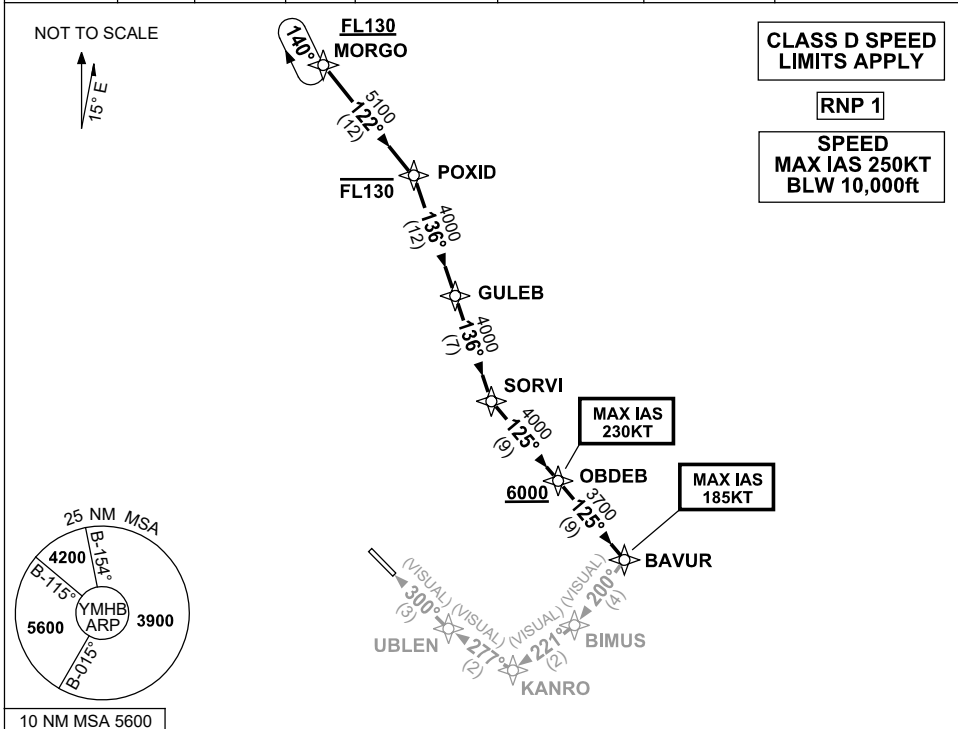 NOT TO SCALE
15° E
FL130
MORGO
140°
CLASS D SPEED
LIMITS APPLY
RNP 1
SPEED
MAX IAS 250KT
BLW 10,000ft
5100
122°
(12)
POXID
FL130
4000
136°
(12)
GULEB
4000
136°
(7)
SORVI
4000
125°
(9)
MAX IAS
230KT
OBDEB
6000
3700
125°
(9)
MAX IAS
185KT
BAVUR
(VISUAL)
200°
(4)
BIMUS
(VISUAL)
221°
(2)
KANRO
(VISUAL)
277°
(2)
UBLEN
(VISUAL)
300°
(3)
25 NM MSA
4200
B-154°
B-115°
YMHB
ARP
3900
5600
B-015°
10 NM MSA 5600